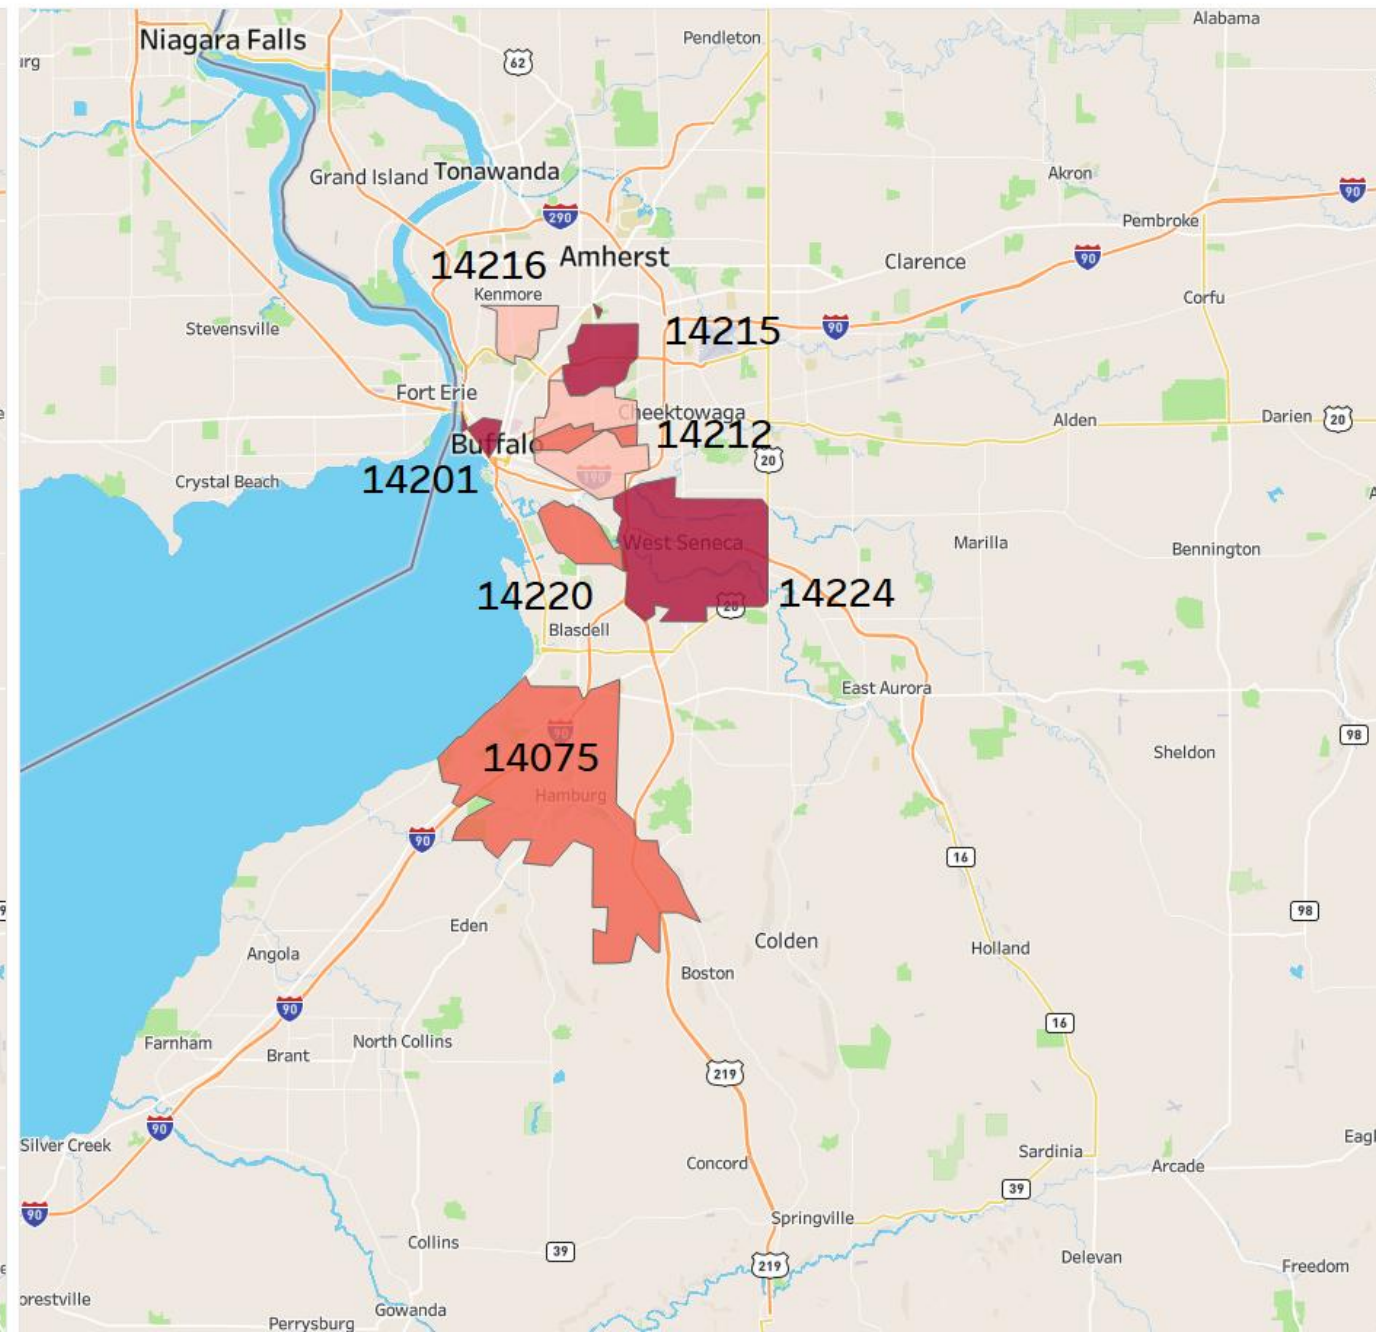 Niagara Falls
Pendleton
Alabama
62
Grand Island
Tonawanda
Akron
90
290
Pembroke
Amherst
14216
Clarence
90
Kenmore
Corfu
Stevensville
14215
90
Fort Erie
Cheektowaga
Alden
Darien
20
Buffalo
14212
20
14201
190
Crystal Beach
West Seneca
Marilla
Bennington
14220
14224
20
Blasdell
East Aurora
90
98
14075
Sheldon
Hamburg
90
16
98
Eden
Colden
Holland
Angola
Boston
90
16
Farnham
North Collins
Brant
219
90
Silver Creek
Sardinia
Concord
Arcade
39
90
Springville
Collins
39
Delevan
219
Freedom
orestville
Gowanda
Perrysburg